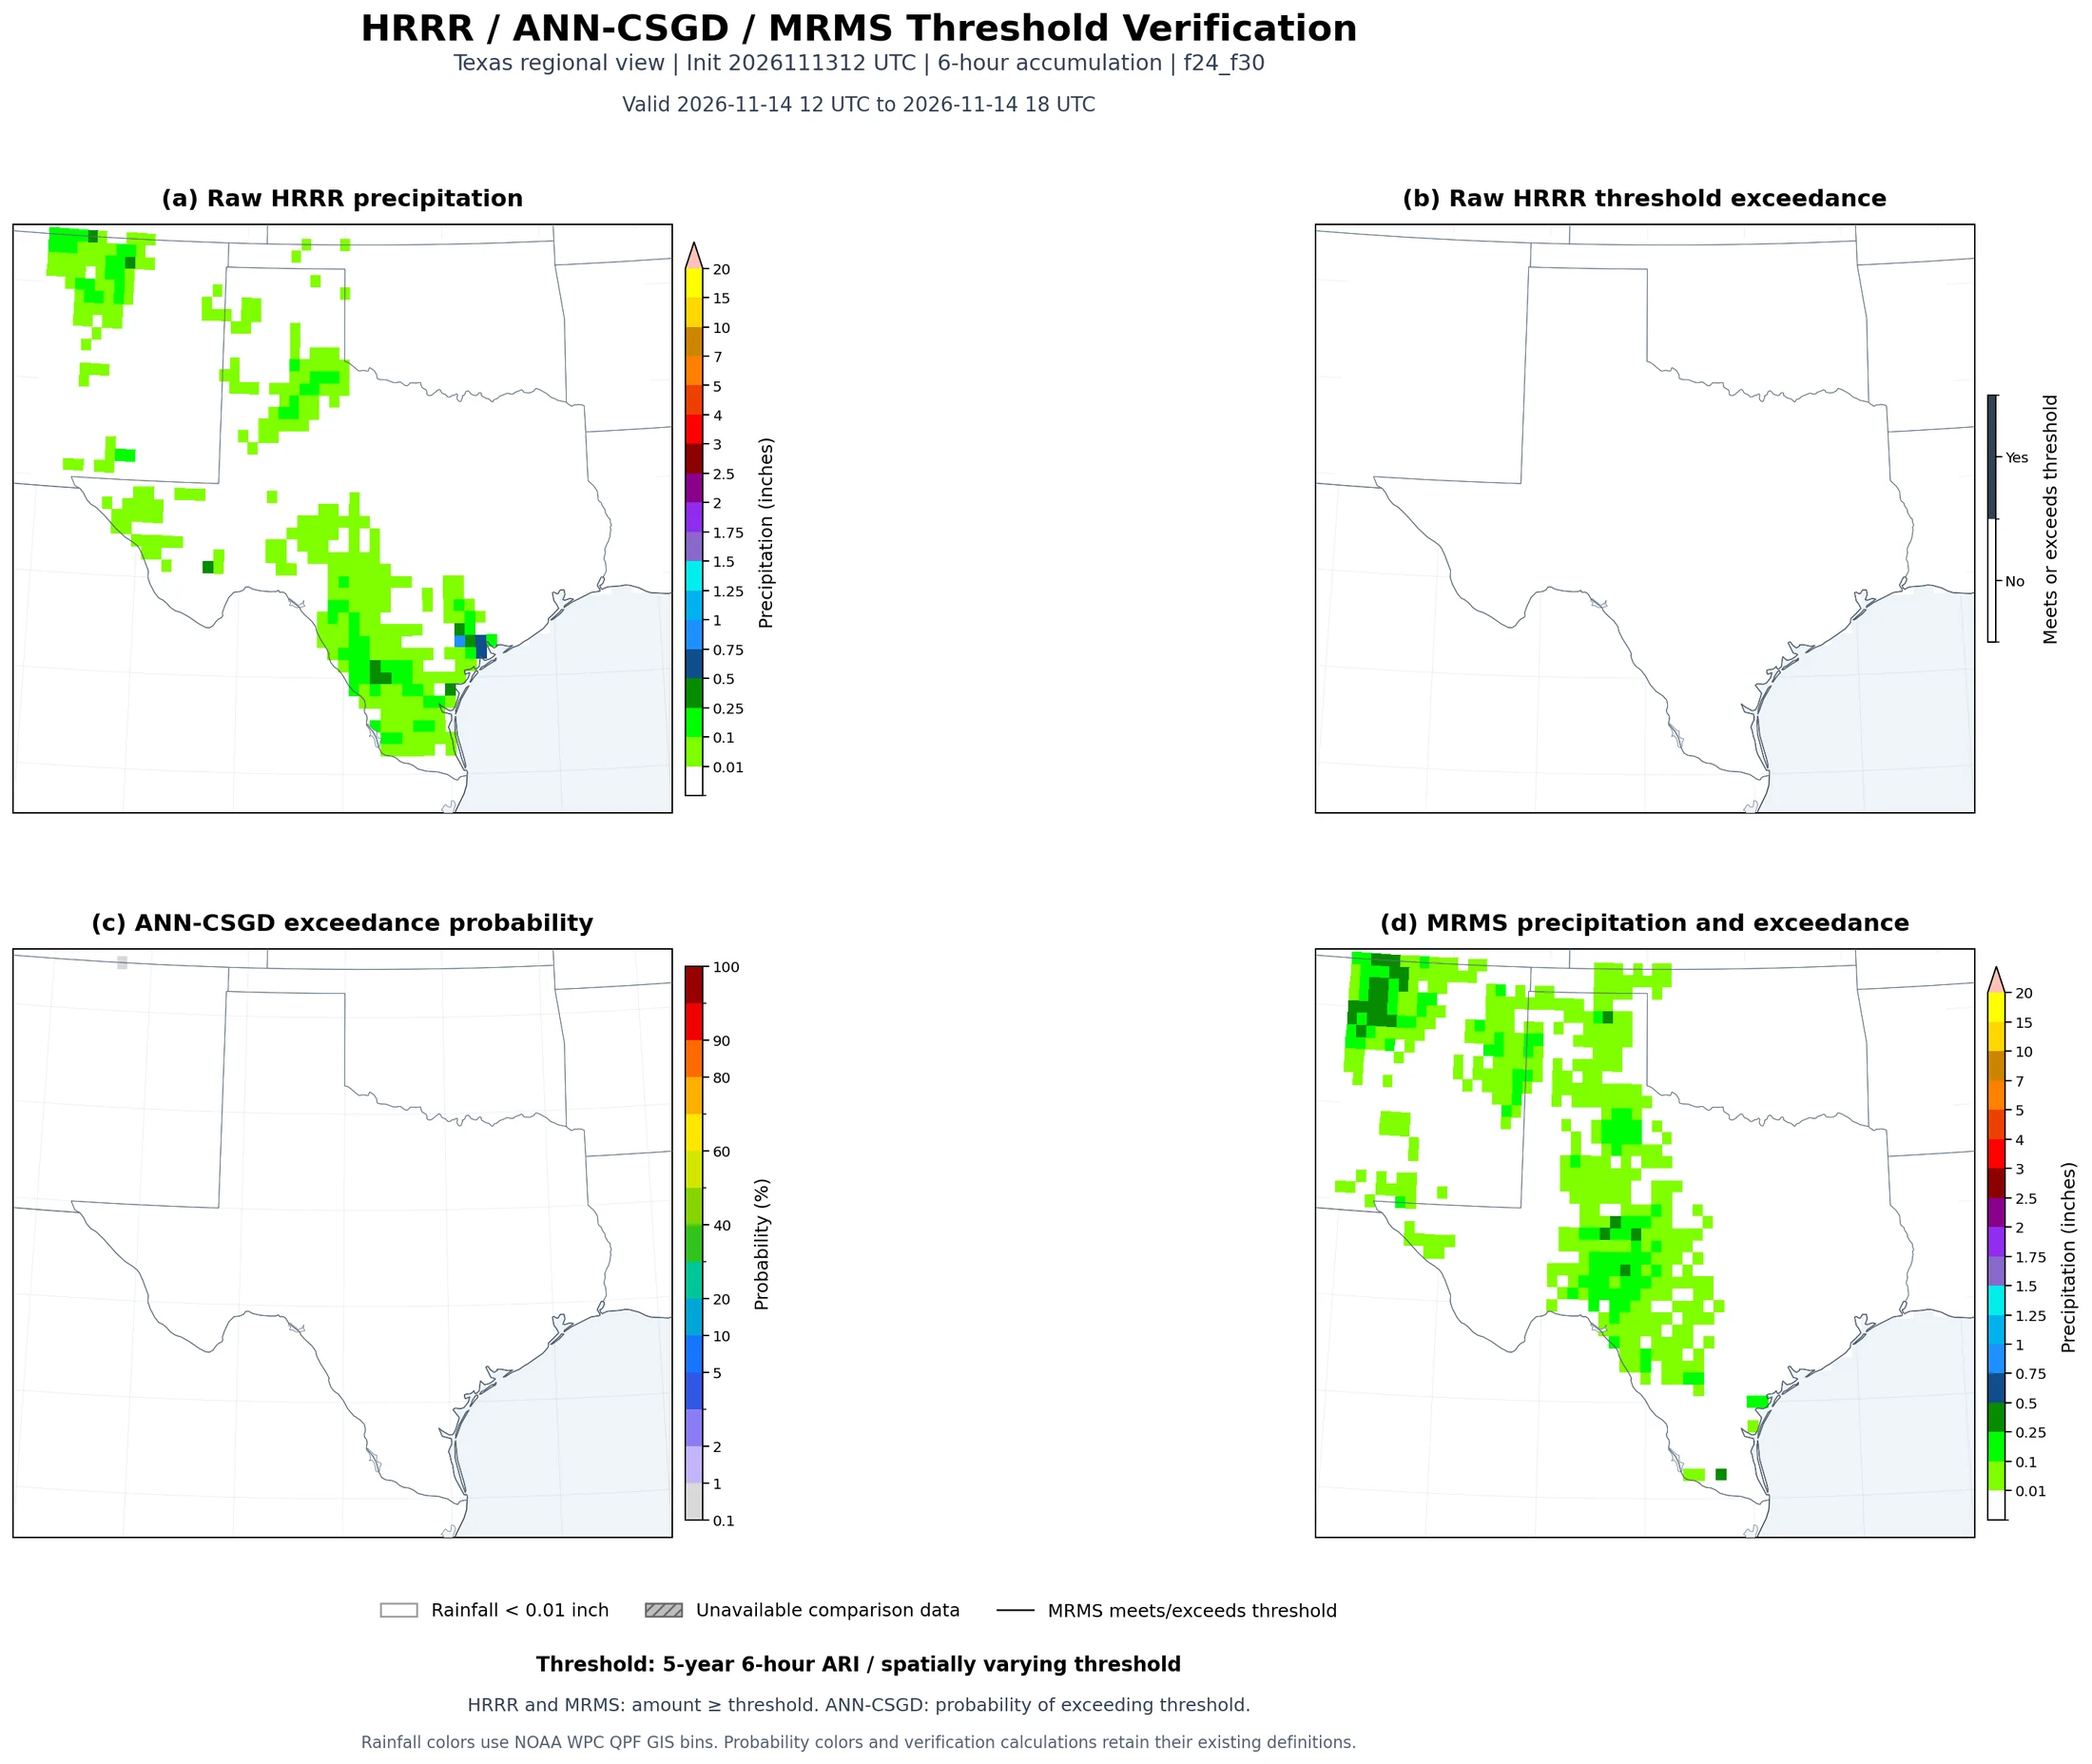 HRRR / ANN-CSGD / MRMS Threshold Verification
Texas regional view | Init 2026111312 UTC | 6-hour accumulation | f24_f30
Valid 2026-11-14 12 UTC to 2026-11-14 18 UTC
(a) Raw HRRR precipitation
20
15
10
7
5
4
3
2.5
2
1.75
1.5
1.25
1
0.75
0.5
0.25
0.1
0.01
Precipitation (inches)
(b) Raw HRRR threshold exceedance
Yes
No
Meets or exceeds threshold
(c) ANN-CSGD exceedance probability
100
90
80
60
40
20
10
5
2
1
0.1
Probability (%)
(d) MRMS precipitation and exceedance
20
15
10
7
5
4
3
2.5
2
1.75
1.5
1.25
1
0.75
0.5
0.25
0.1
0.01
Precipitation (inches)
Rainfall < 0.01 inch
Unavailable comparison data
MRMS meets/exceeds threshold
Threshold: 5-year 6-hour ARI / spatially varying threshold
HRRR and MRMS: amount ≥ threshold. ANN-CSGD: probability of exceeding threshold.
Rainfall colors use NOAA WPC QPF GIS bins. Probability colors and verification calculations retain their existing definitions.